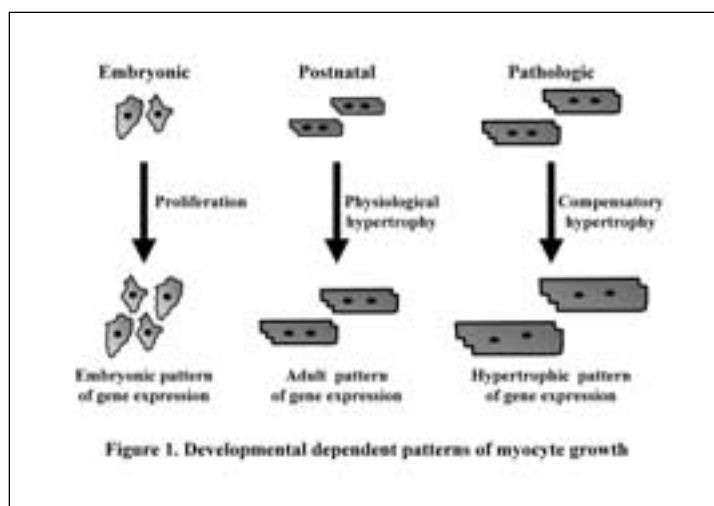 Embryonic Postnatal Pathologic
Proliferation
Physiological
hypertrophy
Compensatory
hypertrophy
Embryonic pattern
of gene expression
Adult pattern
of gene expression
Hypertrophic pattern
of gene expression
Figure 1. Developmental dependent patterns of myocyte growth